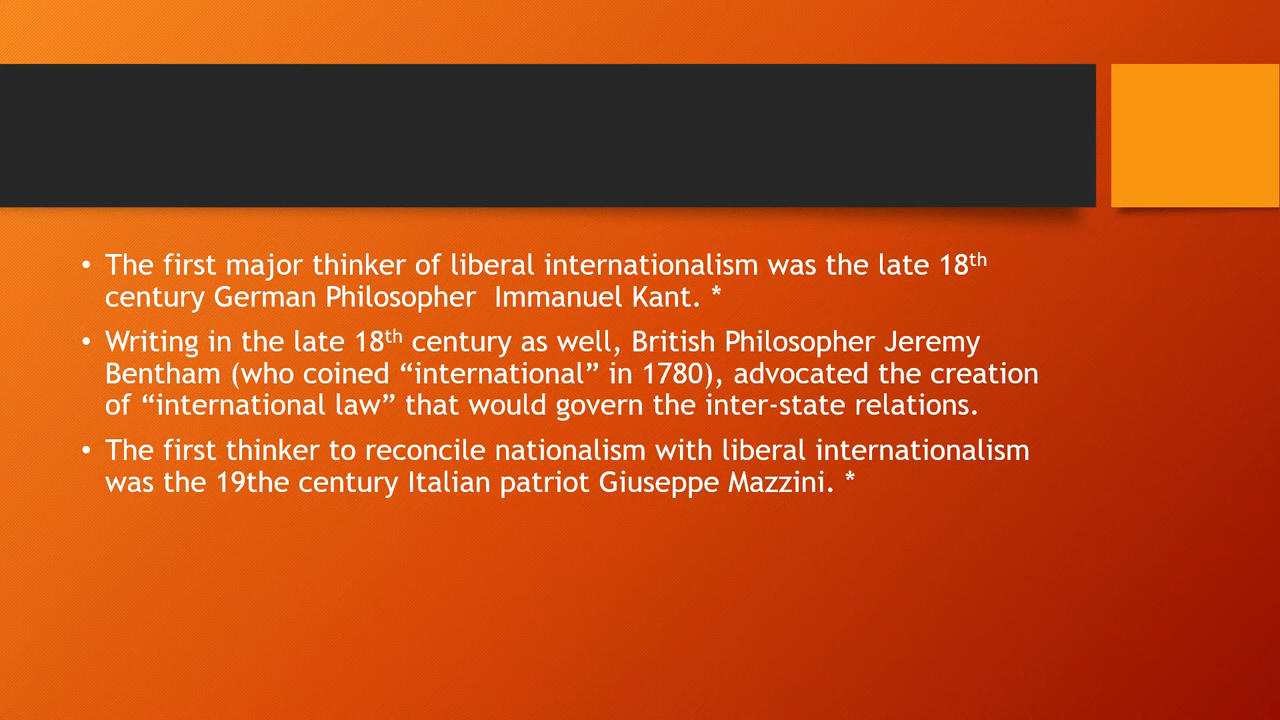 • The first major thinker of liberal internationalism was the late 18th
century German Philosopher  Immanuel Kant. *
• Writing in the late 18th century as well, British Philosopher Jeremy
Bentham (who coined “international” in 1780), advocated the creation
of “international law” that would govern the inter-state relations.
• The first thinker to reconcile nationalism with liberal internationalism
was the 19the century Italian patriot Giuseppe Mazzini. *